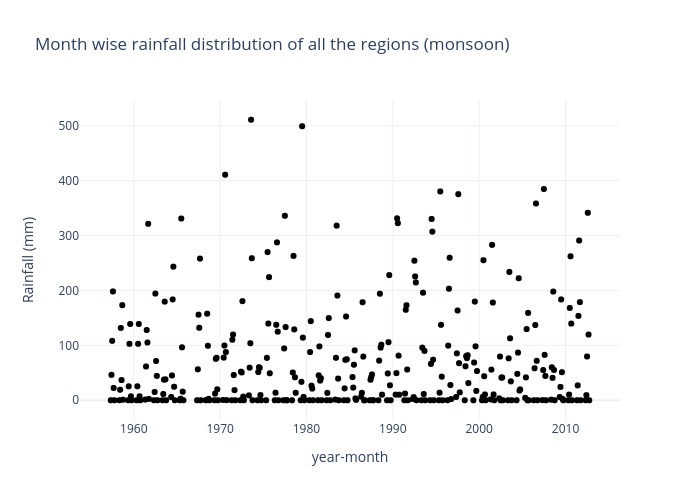 Month wise rainfall distribution of all the regions (monsoon)
500
400
300
200
100
0
Rainfall (mm)
1960 1970 1980 1990 2000 2010
year-month